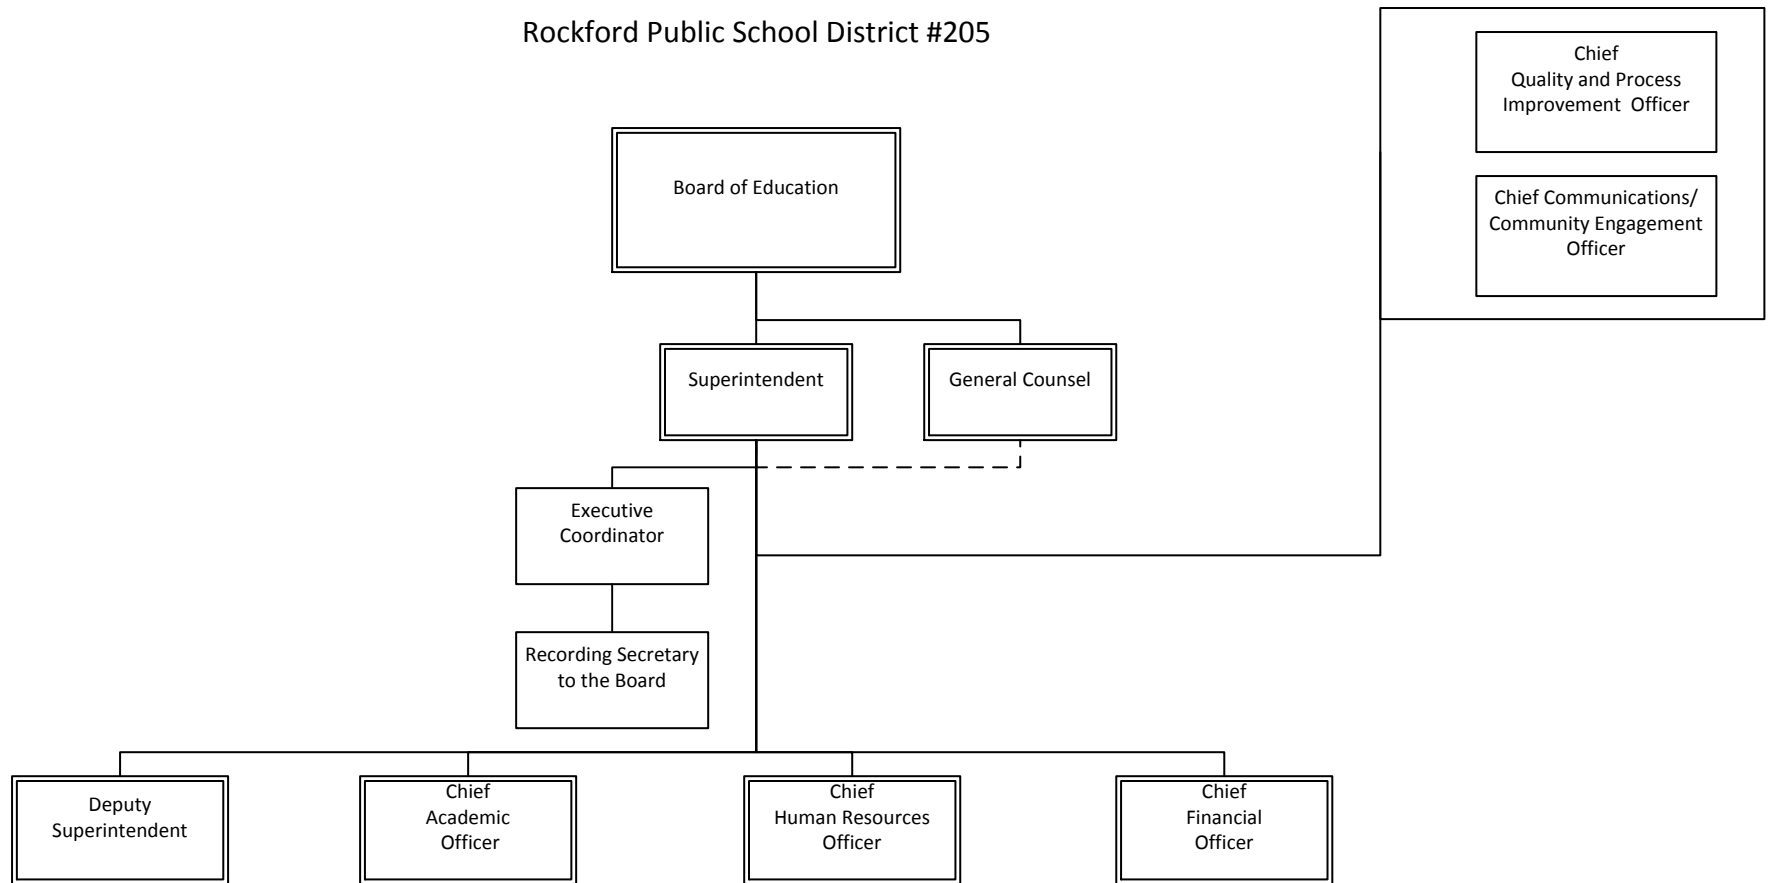 Rockford Public School District #205
Chief
Quality and Process
Improvement Officer
Board of Education
Chief Communications/
Community Engagement
Officer
Superintendent
General Counsel
Executive
Coordinator
Recording Secretary
to the Board
Deputy
Superintendent
Chief
Academic
Officer
Chief
Human Resources
Officer
Chief
Financial
Officer